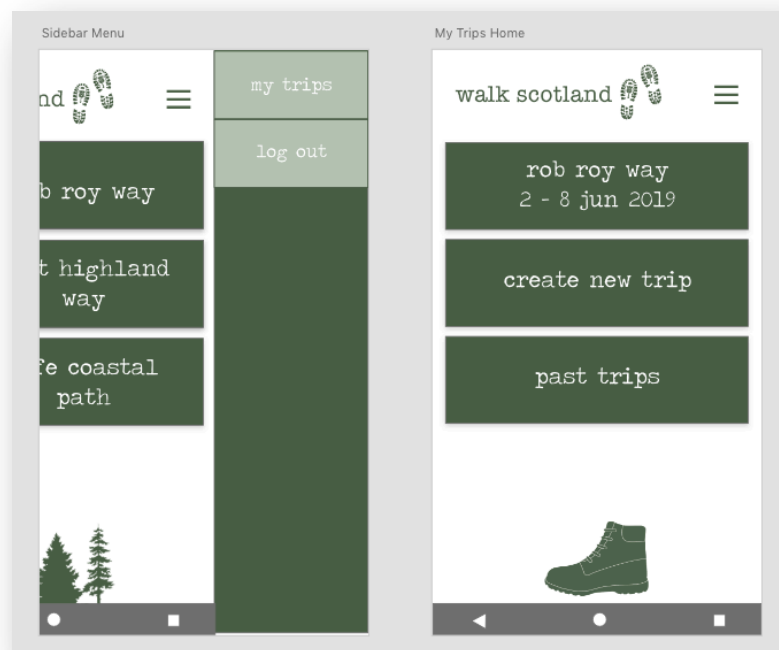 Sidebar Menu
nd
my trips
log out
b roy way
t highland
way
fe coastal
path
My Trips Home
walk scotland
rob roy way
2 - 8 jun 2019
create new trip
past trips